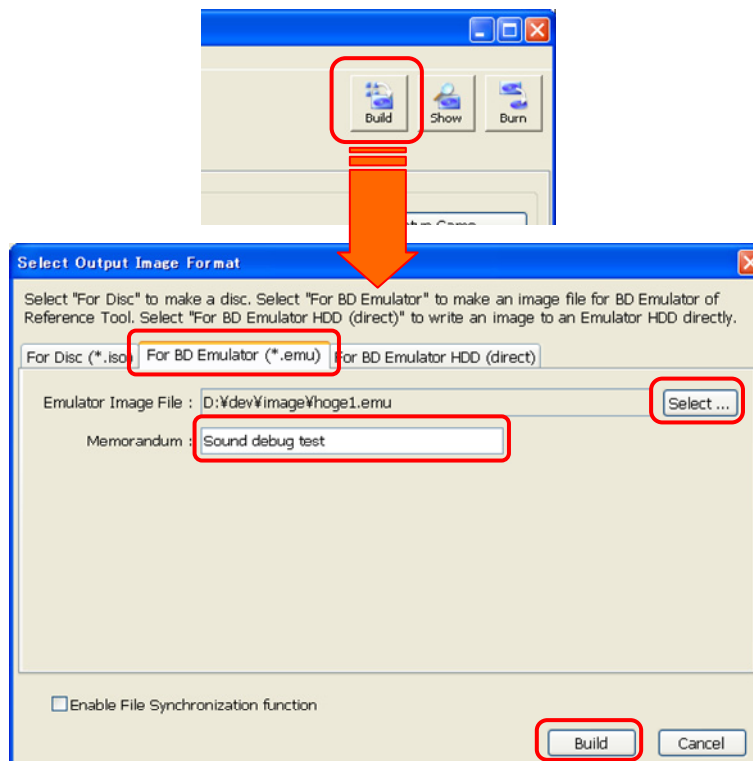 Build Show Burn
Select Output Image Format
Select "For Disc" to make a disc. Select "For BD Emulator" to make an image file for BD Emulator of
Reference Tool. Select "For BD Emulator HDD (direct)" to write an image to an Emulator HDD directly.
For Disc (*.iso) For BD Emulator (*.emu) For BD Emulator HDD (direct)
Emulator Image File : D:¥dev¥image¥hoge1.emu Select ...
Memorandum : Sound debug test
Enable File Synchronization function
Build Cancel